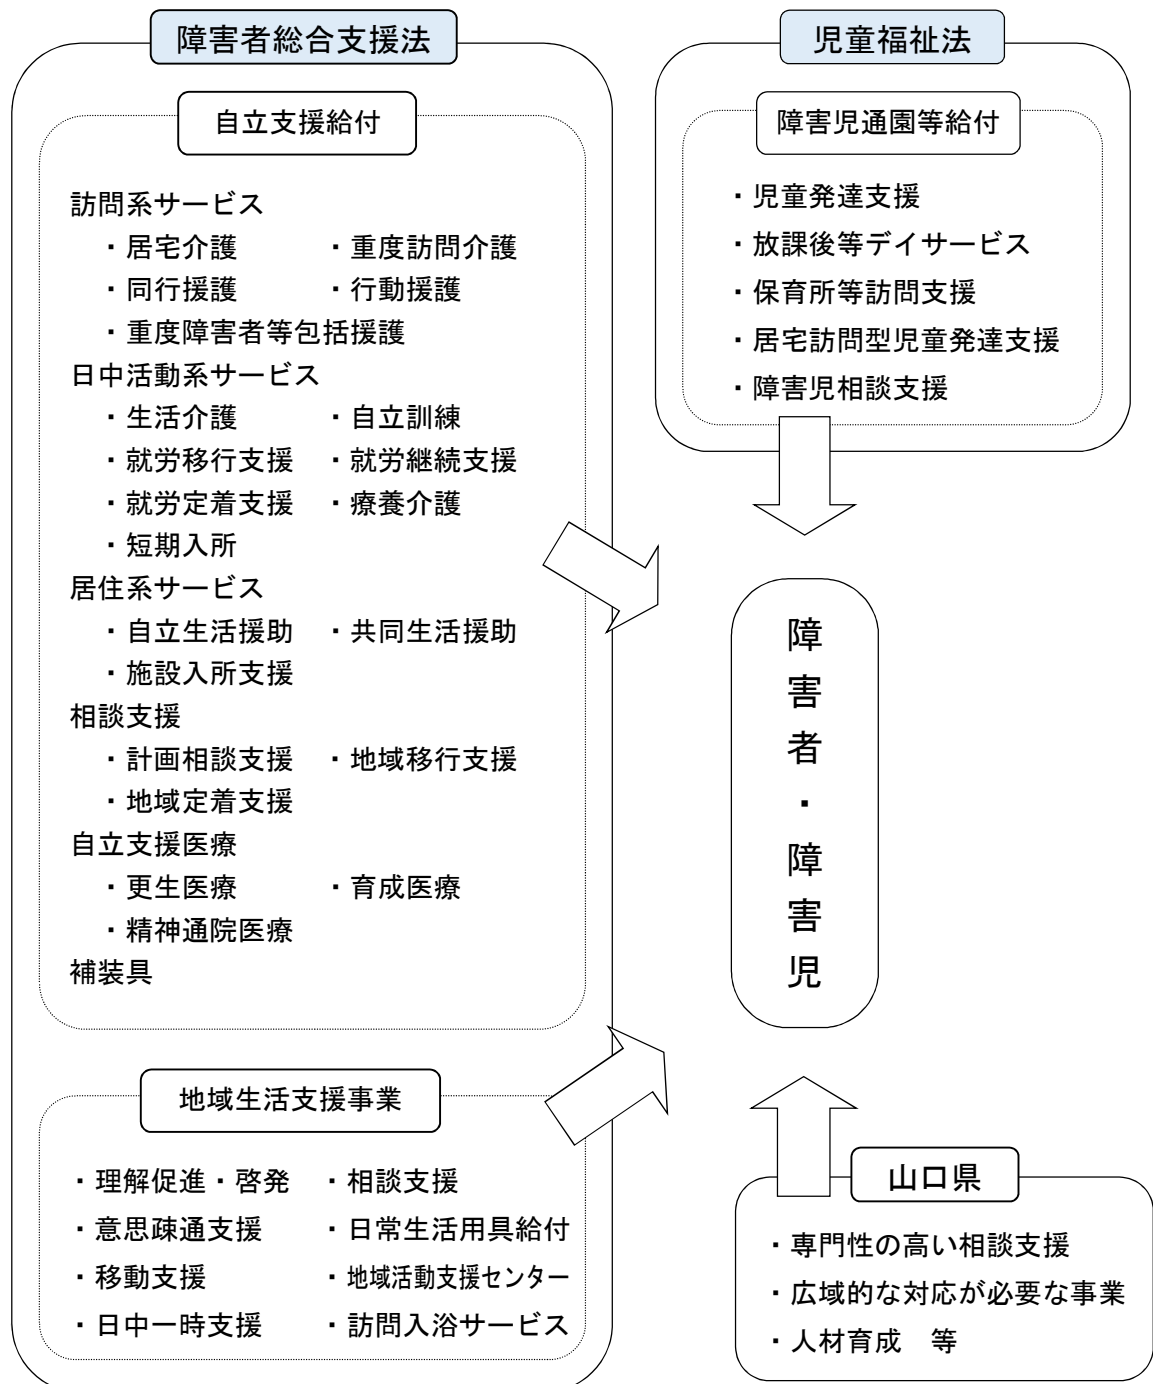 障害者総合支援法
自立支援給付
訪問系サービス
・居宅介護　・重度訪問介護
・同行援護　・行動援護
・重度障害者等包括援護
日中活動系サービス
・生活介護　・自立訓練
・就労移行支援　・就労継続支援
・就労定着支援　・療養介護
・短期入所
居住系サービス
・自立生活援助　・共同生活援助
・施設入所支援
相談支援
・計画相談支援　・地域移行支援
・地域定着支援
自立支援医療
・更生医療　・育成医療
・精神通院医療
補装具
地域生活支援事業
・理解促進・啓発　・相談支援
・意思疎通支援　・日常生活用具給付
・移動支援　・地域活動支援センター
・日中一時支援　・訪問入浴サービス
児童福祉法
障害児通園等給付
・児童発達支援
・放課後等デイサービス
・保育所等訪問支援
・居宅訪問型児童発達支援
・障害児相談支援
障害者・障害児
山口県
・専門性の高い相談支援
・広域的な対応が必要な事業
・人材育成　等